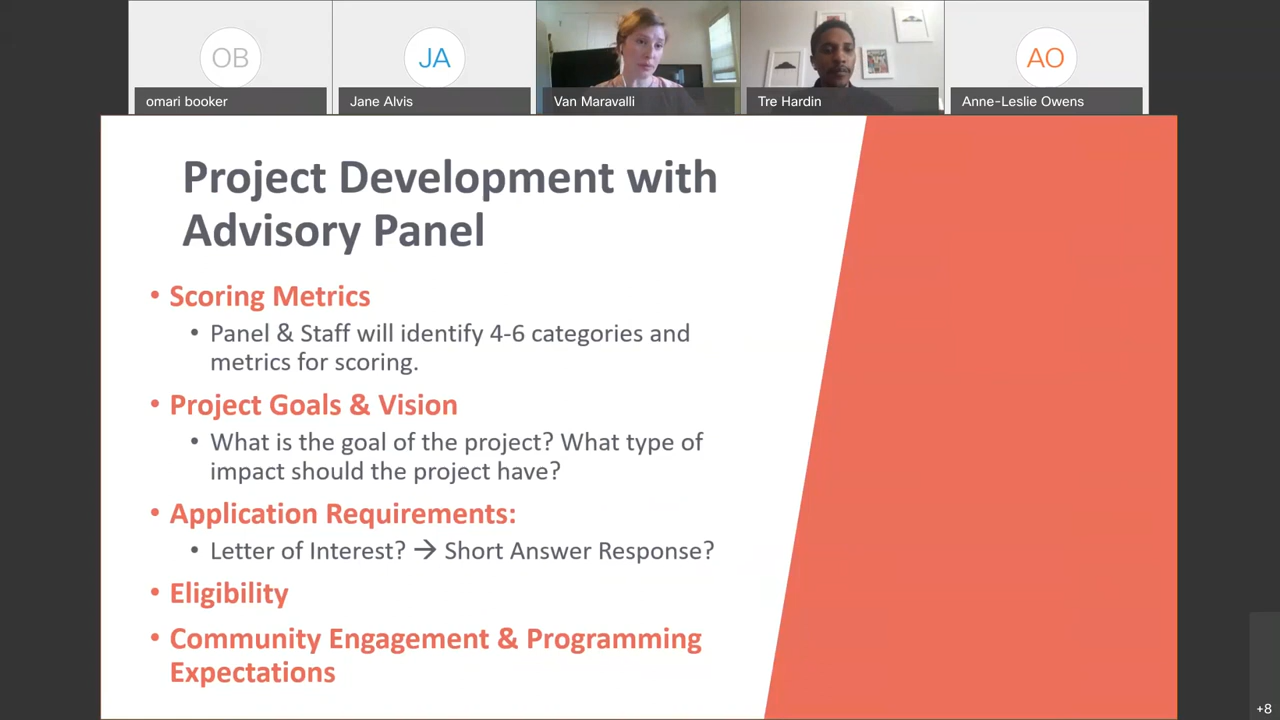 OB
JA
AO
omari booker
Jane Alvis
Van Maravalli
Tre Hardin
Anne-Leslie Owens
Project Development with
Advisory Panel
• Scoring Metrics
• Panel & Staff will identify 4-6 categories and
metrics for scoring.
• Project Goals & Vision
• What is the goal of the project? What type of
impact should the project have?
• Application Requirements:
• Letter of Interest? → Short Answer Response?
• Eligibility
• Community Engagement & Programming
Expectations
+8